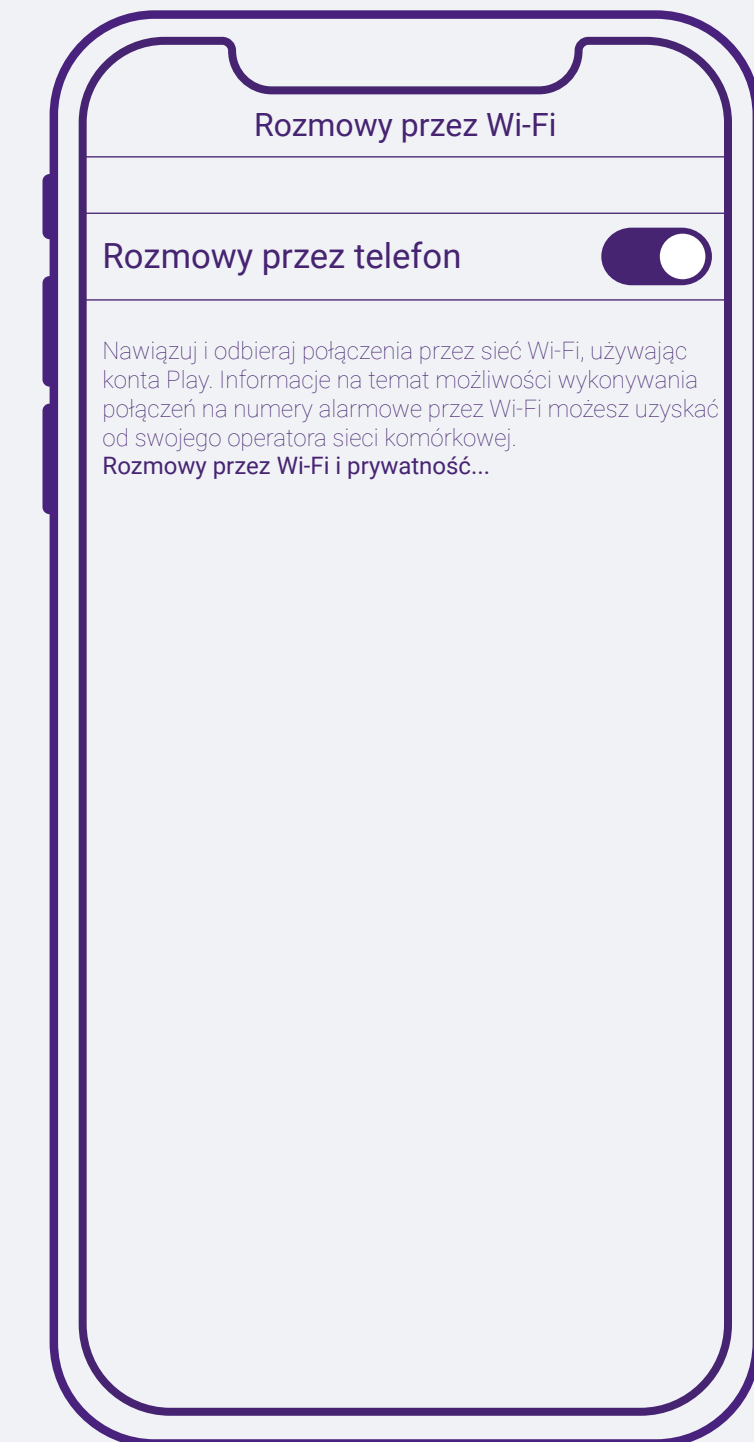 Rozmowy przez Wi-Fi
Rozmowy przez telefon
Nawiązuj i odbieraj połączenia przez sieć Wi-Fi, używając
konta Play. Informacje na temat możliwości wykonywania
połączeń na numery alarmowe przez Wi-Fi możesz uzyskać
od swojego operatora sieci komórkowej.
Rozmowy przez Wi-Fi i prywatność...